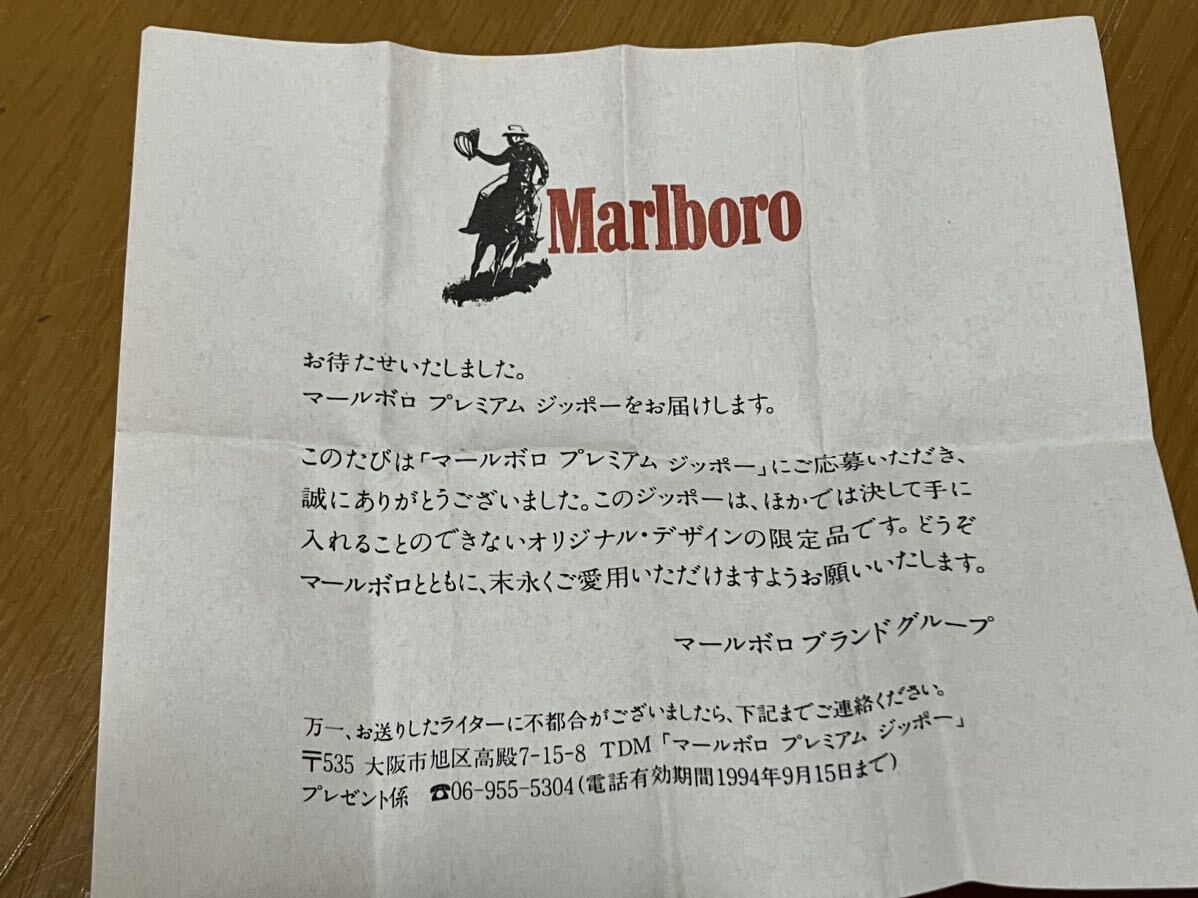 Marlboro
お待たせいたしました。
マールボロ プレミアム ジッポーをお届けします。
このたびは「マールボロ プレミアム ジッポー」にご応募いただき、
誠にありがとうございました。このジッポーは、ほかでは決して手に
入れることのできないオリジナル・デザインの限定品です。どうぞ
マールボロとともに、末永くご愛用いただけますようお願いいたします。
マールボロ ブランドグループ
万一、お送りしたライターに不都合がございましたら、下記までご連絡ください。
〒535 大阪市旭区高殿7-15-8 TDM「マールボロ プレミアム ジッポー」
プレゼント係 ☎06-955-5304(電話有効期間1994年9月15日まで)